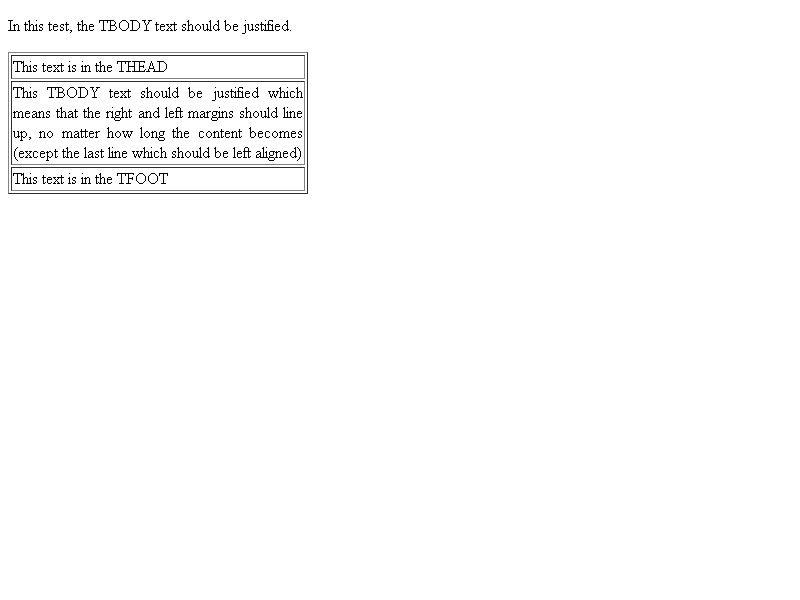 In this test, the TBODY text should be justified.
This text is in the THEAD
This TBODY text should be justified which
means that the right and left margins should line
up, no matter how long the content becomes
(except the last line which should be left aligned)
This text is in the TFOOT